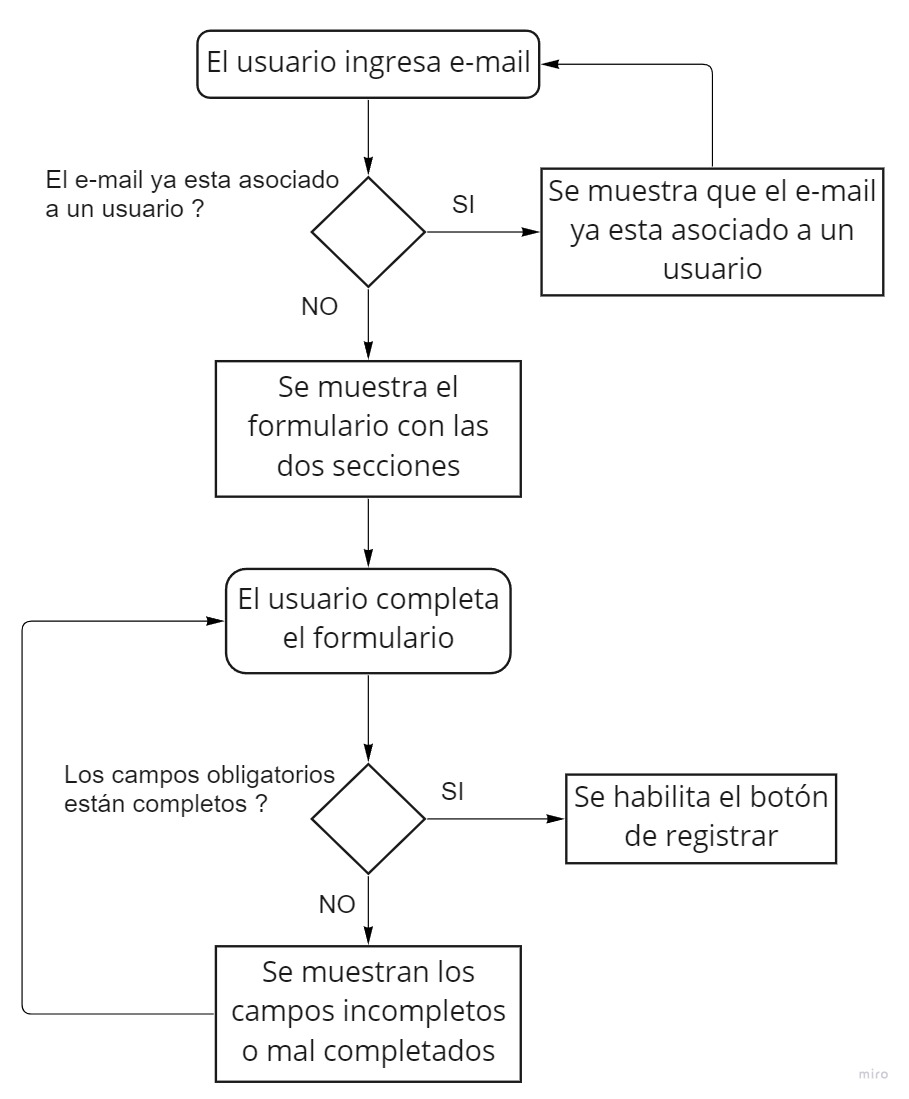 El usuario ingresa e-mail
El e-mail ya esta asociado
a un usuario ?
SI
Se muestra que el e-mail
ya esta asociado a un
usuario
NO
Se muestra el
formulario con las
dos secciones
El usuario completa
el formulario
Los campos obligatorios
están completos ?
SI
Se habilita el botón
de registrar
NO
Se muestran los
campos incompletos
o mal completados
miro